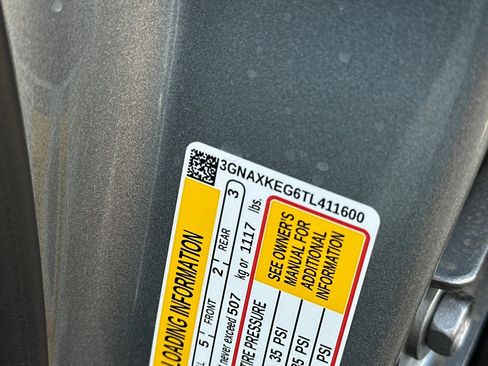 3GNAXKEG6TL411600
LOADING INFORMATION
5 FRONT 2 REAR 3
never exceed 507 kg or 1117 lbs.
TIRE PRESSURE
SEE OWNER'S
MANUAL FOR
ADDITIONAL
INFORMATION
35 PSI
35 PSI
PSI